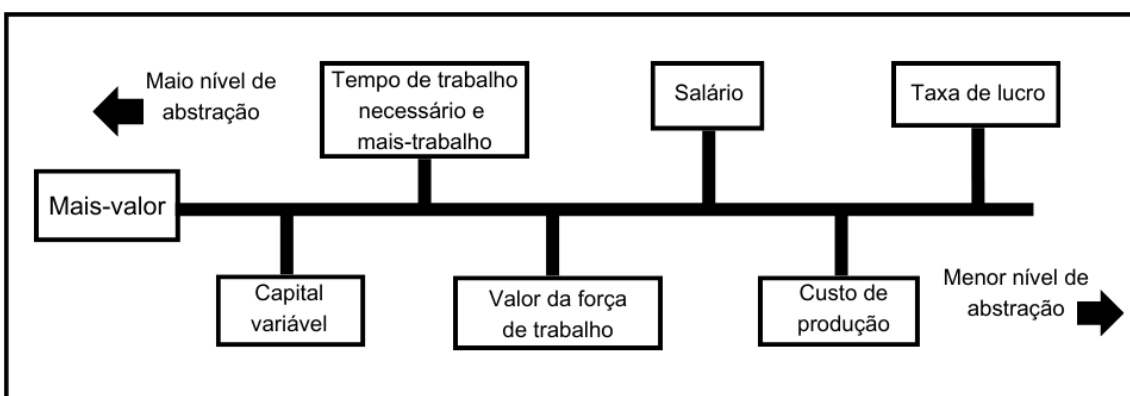 Maio nível de
abstração
Tempo de trabalho
necessário e
mais-trabalho
Salário
Taxa de lucro
Mais-valor
Capital
variável
Valor da força
de trabalho
Custo de
produção
Menor nível de
abstração